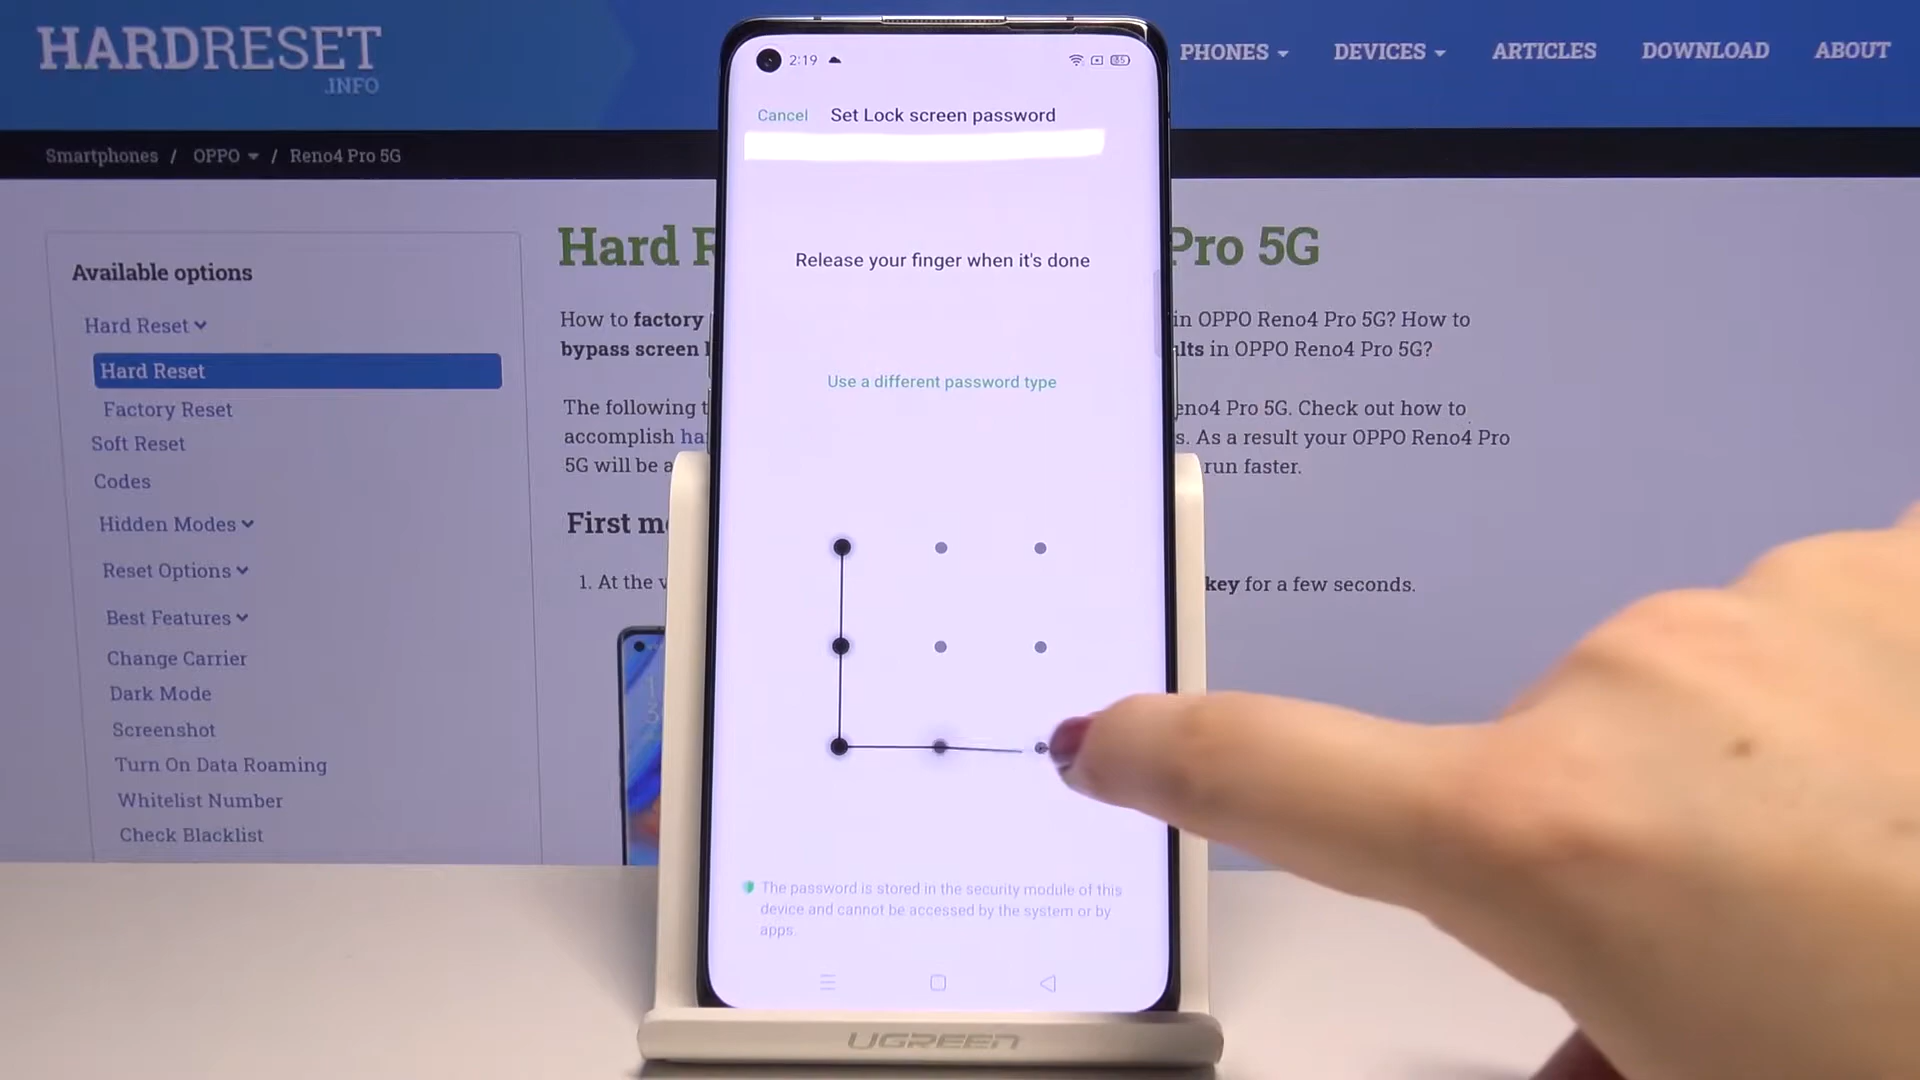 HARDRESET
.INFO
PHONES
DEVICES
ARTICLES
DOWNLOAD
ABOUT
Smartphones / OPPO / Reno4 Pro 5G
2:19
85
Cancel
Set Lock screen password
Release your finger when it's done
Use a different password type
The password is stored in the security module of this
device and cannot be accessed by the system or by
apps.
UGREEN
Available options
Hard Reset
Hard Reset
Factory Reset
Soft Reset
Codes
Hidden Modes
Reset Options
Best Features
Change Carrier
Dark Mode
Screenshot
Turn On Data Roaming
Whitelist Number
Check Blacklist
Hard Pro 5G
How to factory in OPPO Reno4 Pro 5G? How to
bypass screen in OPPO Reno4 Pro 5G?
The following Pro 5G. Check out how to
accomplish As a result your OPPO Reno4 Pro
5G will be run faster.
First
1. At the key for a few seconds.